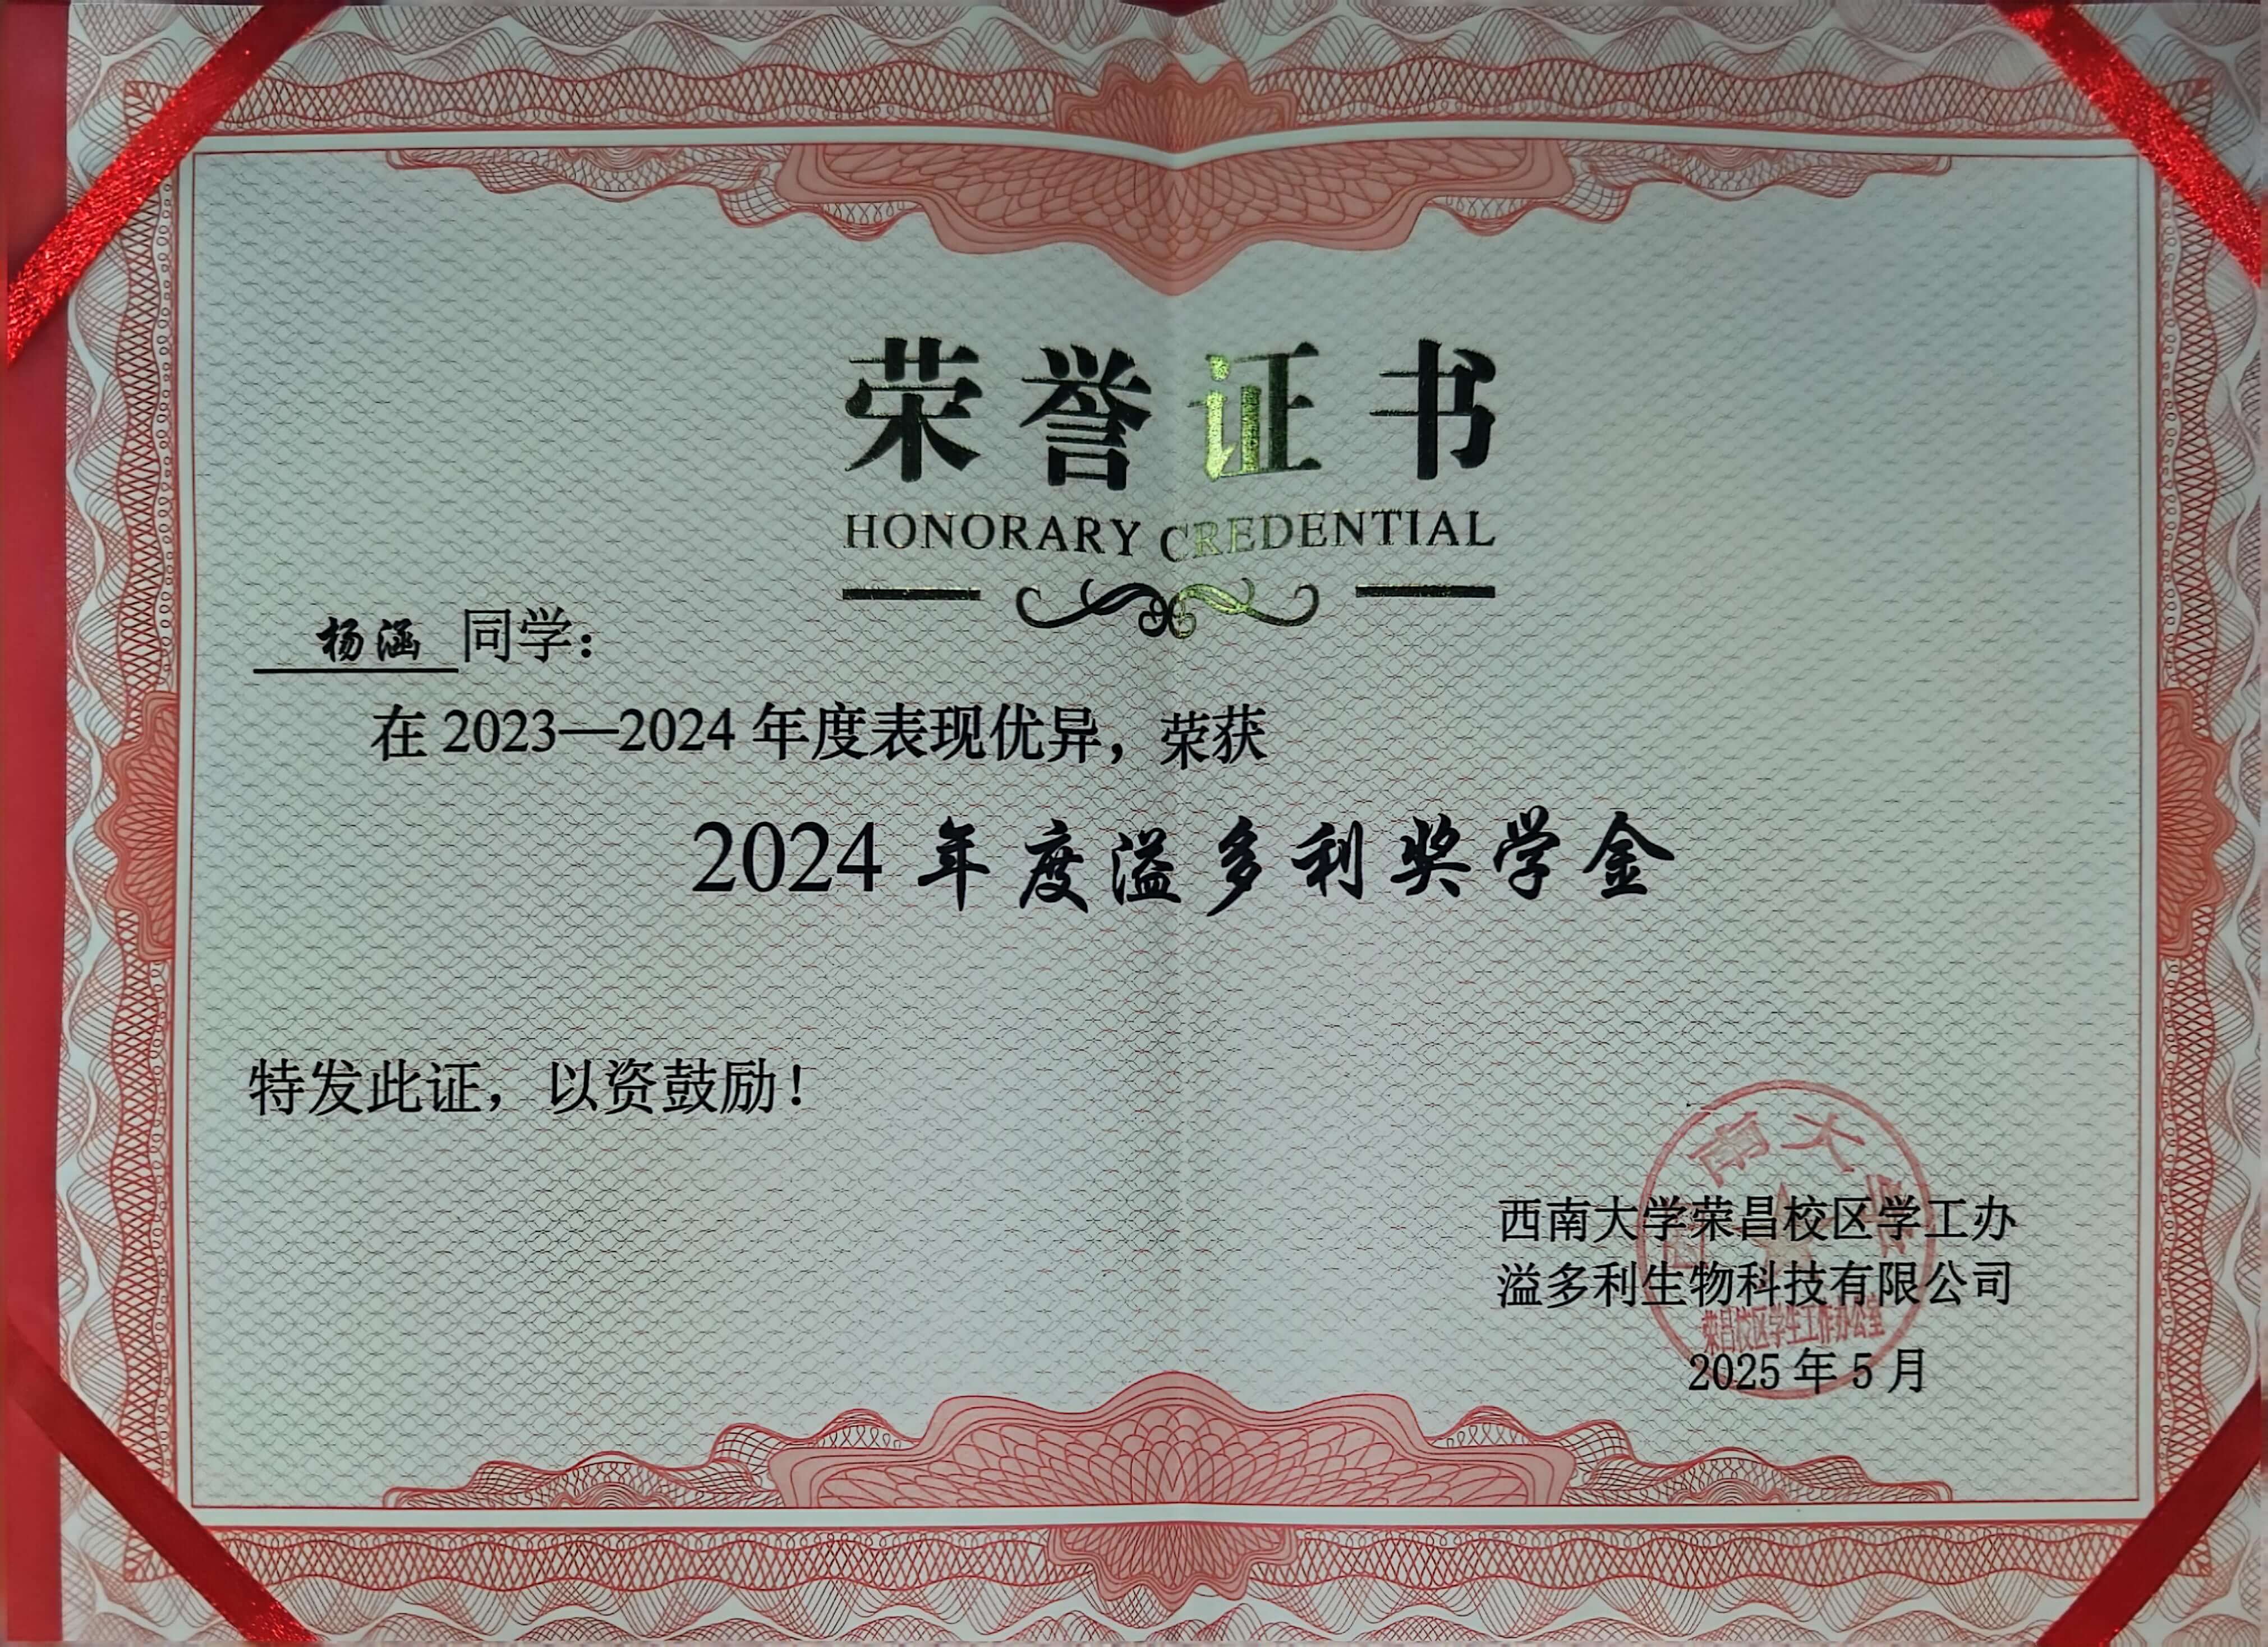 荣誉证书
HONORARY CREDENTIAL
杨涵 同学：
在 2023—2024 年度表现优异，荣获
2024 年度溢多利奖学金
特发此证，以资鼓励！
西南大学荣昌校区学工办
溢多利生物科技有限公司
2025 年 5 月
西南大学
荣昌校区学生工作办公室